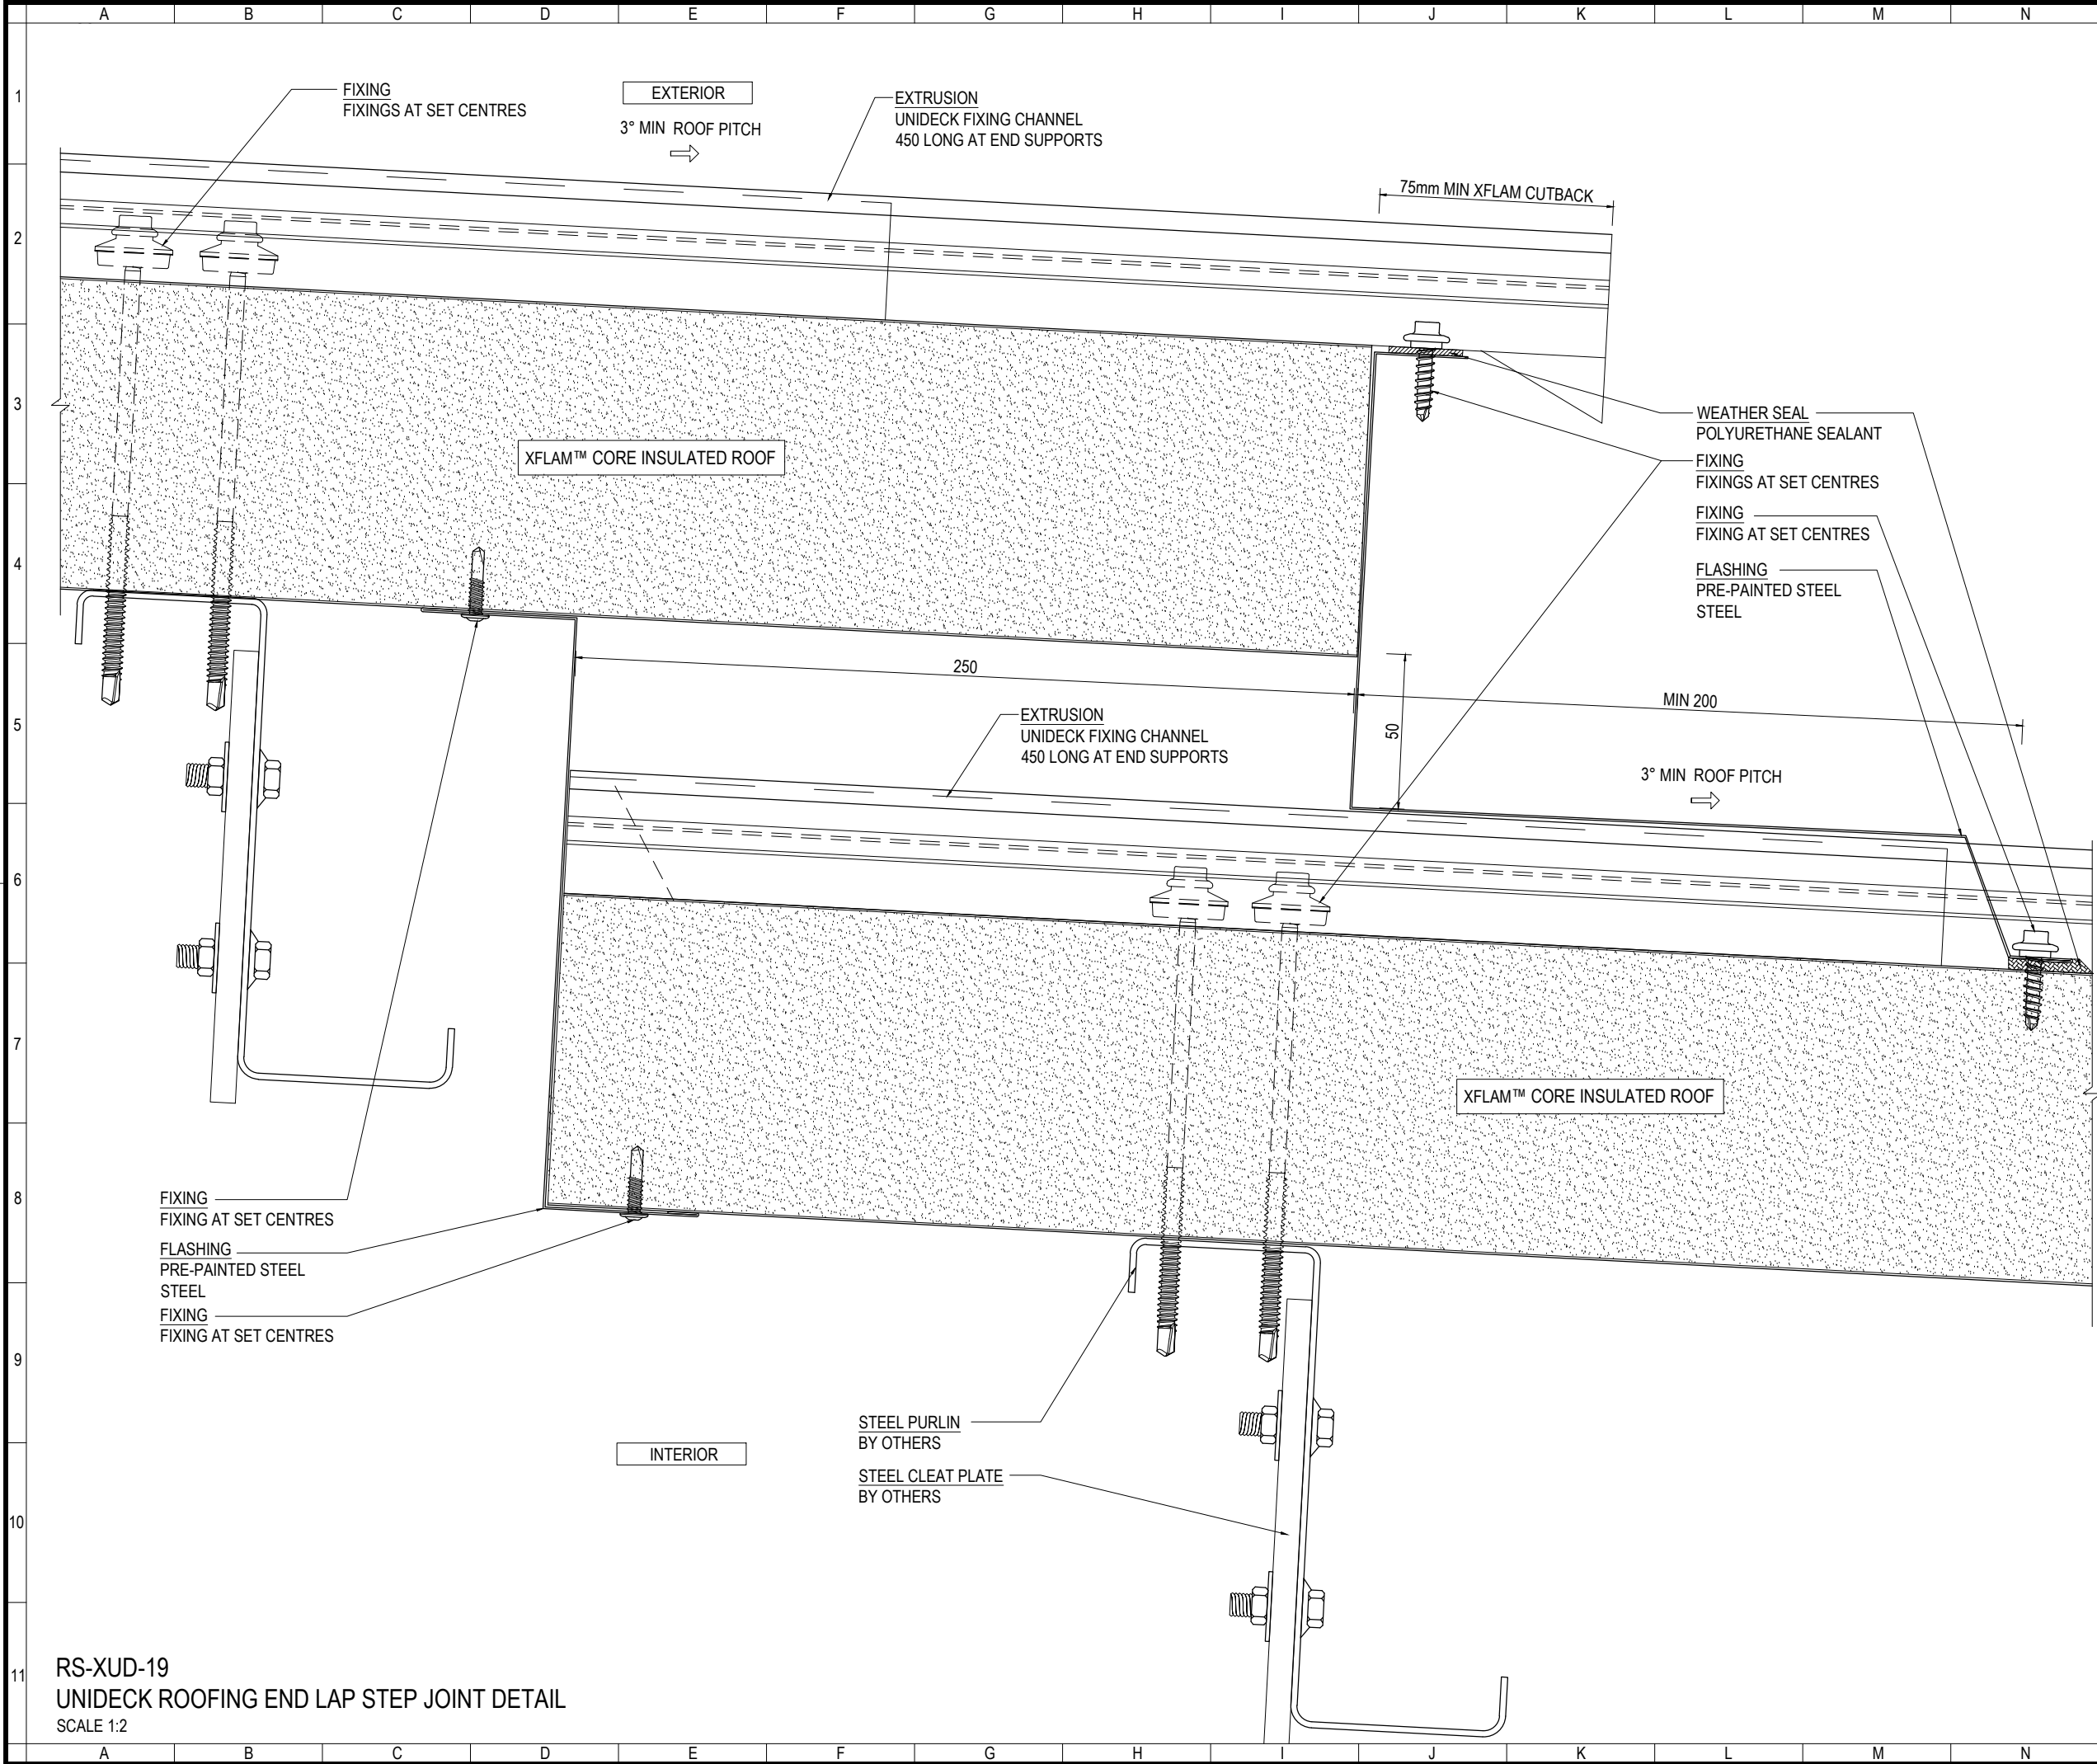 A B C D E F G H I J K L M N
1
FIXING
FIXINGS AT SET CENTRES
EXTERIOR
3° MIN ROOF PITCH
EXTRUSION
UNIDECK FIXING CHANNEL
450 LONG AT END SUPPORTS
75mm MIN XFLAM CUTBACK
2
3
WEATHER SEAL
POLYURETHANE SEALANT
XFLAM™ CORE INSULATED ROOF
FIXING
FIXINGS AT SET CENTRES
FIXING
FIXING AT SET CENTRES
4
FLASHING
PRE-PAINTED STEEL
STEEL
250
MIN 200
50
5
EXTRUSION
UNIDECK FIXING CHANNEL
450 LONG AT END SUPPORTS
3° MIN ROOF PITCH
6
7
XFLAM™ CORE INSULATED ROOF
8
FIXING
FIXING AT SET CENTRES
FLASHING
PRE-PAINTED STEEL
STEEL
FIXING
FIXING AT SET CENTRES
9
STEEL PURLIN
BY OTHERS
INTERIOR
STEEL CLEAT PLATE
BY OTHERS
10
11
RS-XUD-19
UNIDECK ROOFING END LAP STEP JOINT DETAIL
SCALE 1:2
A B C D E F G H I J K L M N